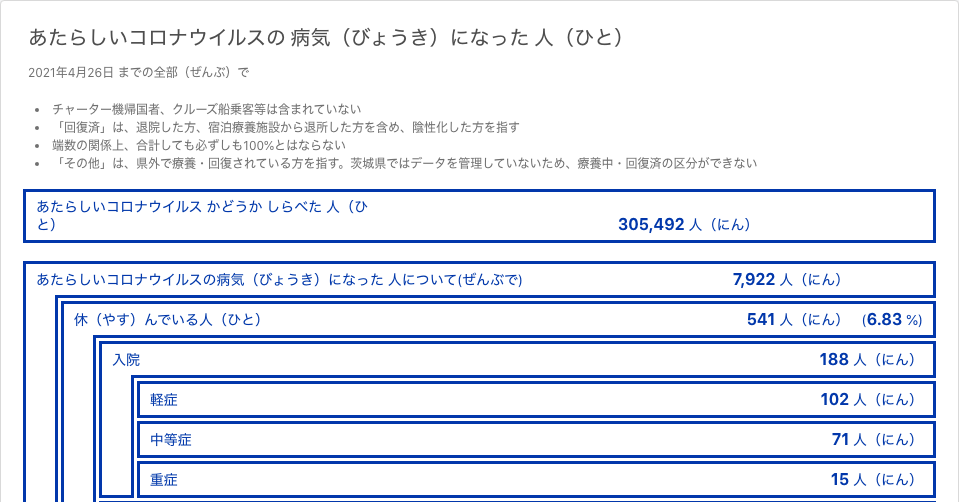 あたらしいコロナウイルスの 病気（びょうき）になった 人（ひと）
2021年4月26日 までの全部（ぜんぶ）で
• チャーター機帰国者、クルーズ船乗客等は含まれていない
• 「回復済」は、退院した方、宿泊療養施設から退所した方を含め、陰性化した方を指す
• 端数の関係上、合計しても必ずしも100%とはならない
• 「その他」は、県外で療養・回復されている方を指す。茨城県ではデータを管理していないため、療養中・回復済の区分ができない
あたらしいコロナウイルス かどうか しらべた 人（ひ
と） 305,492 人（にん）
あたらしいコロナウイルスの病気（びょうき）になった 人について(ぜんぶで) 7,922 人（にん）
休（やす）んでいる人（ひと） 541 人（にん） (6.83 %)
入院 188 人（にん）
軽症 102 人（にん）
中等症 71 人（にん）
重症 15 人（にん）